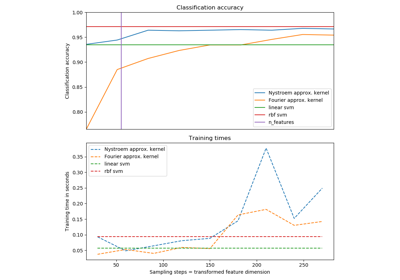 Classification accuracy
1.00
0.95
0.90
0.85
0.80
Classification accuracy
Nystroem approx. kernel
Fourier approx. kernel
linear svm
rbf svm
n_features
Training times
0.35
0.30
0.25
0.20
0.15
0.10
0.05
Training time in seconds
Nystroem approx. kernel
Fourier approx. kernel
linear svm
rbf svm
50
100
150
200
250
Sampling steps = transformed feature dimension